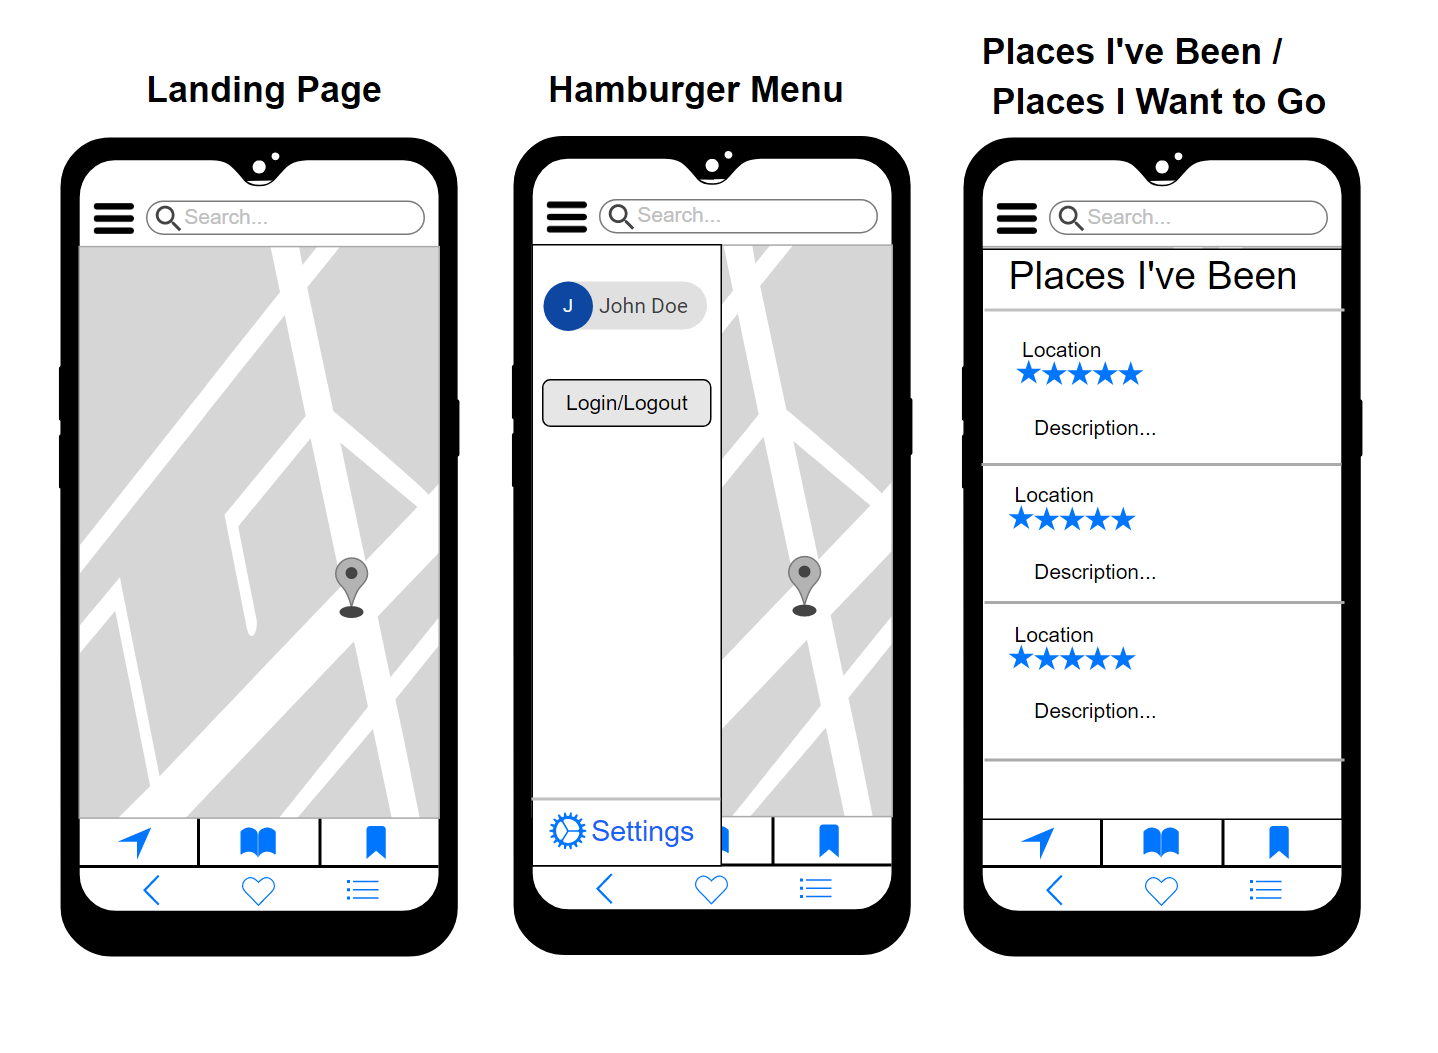 Landing Page
Search...
Hamburger Menu
Search...
J
John Doe
Login/Logout
Settings
Places I've Been /
Places I Want to Go
Search...
Places I've Been
Location
Description...
Location
Description...
Location
Description...